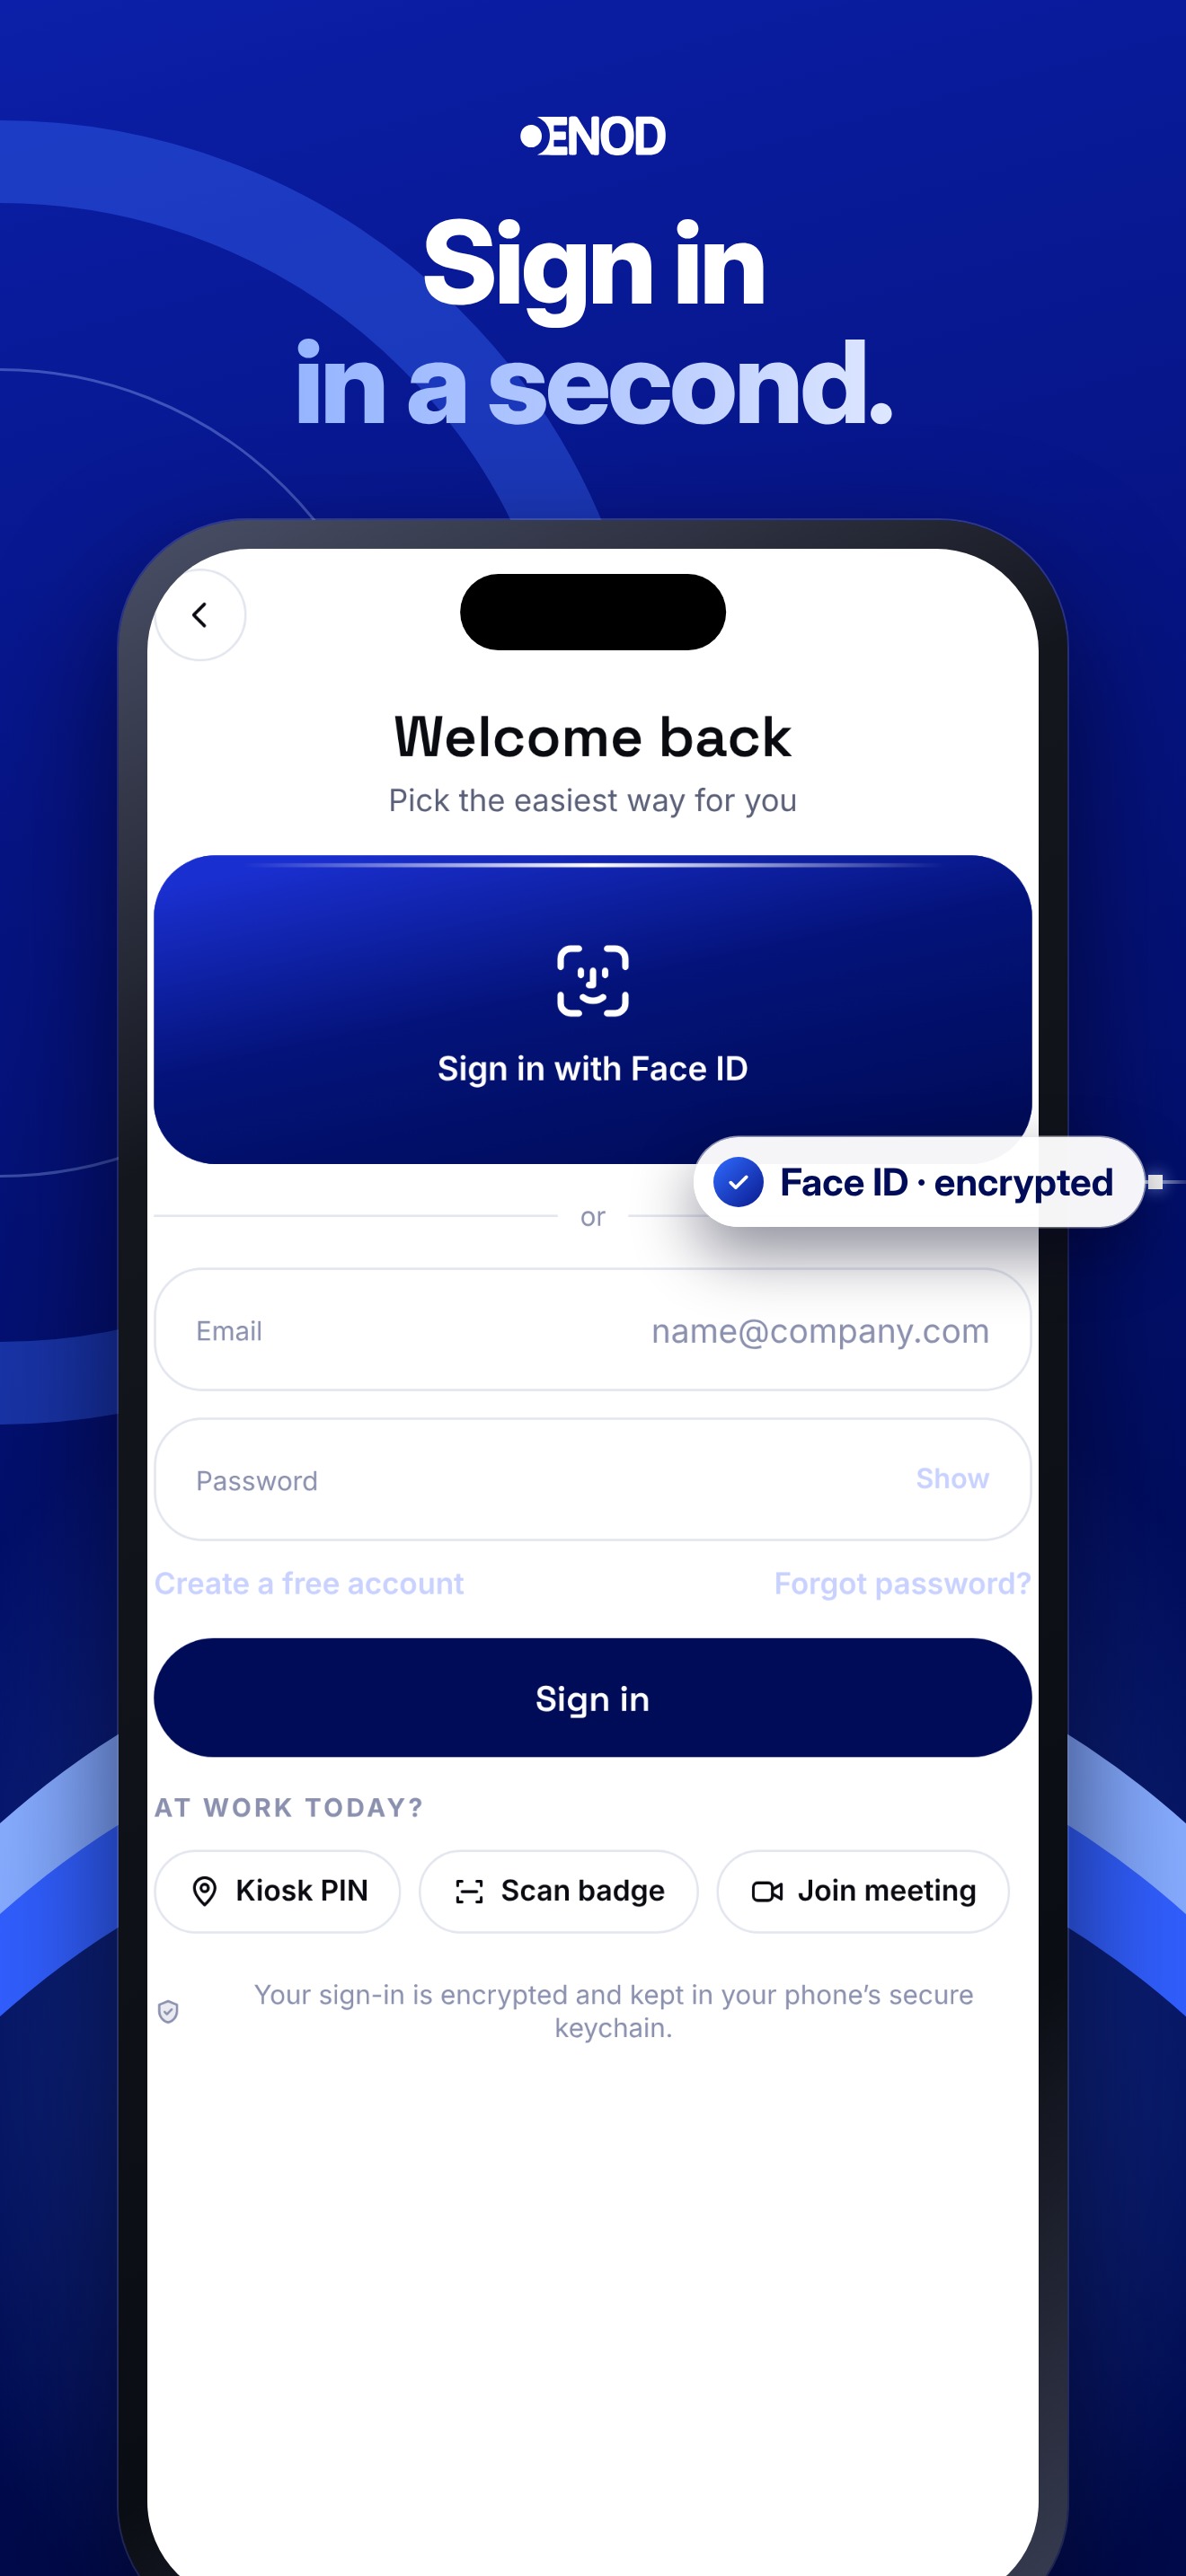 ENOD
Sign in
in a second.
Welcome back
Pick the easiest way for you
Sign in with Face ID
Face ID · encrypted
or
Email name@company.com
Password Show
Create a free account Forgot password?
Sign in
AT WORK TODAY?
Kiosk PIN Scan badge Join meeting
Your sign-in is encrypted and kept in your phone’s secure
keychain.